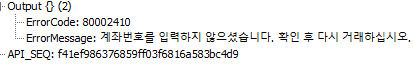 Output {} (2)
ErrorCode: 80002410
ErrorMessage: 계좌번호를 입력하지 않으셨습니다. 확인 후 다시 거래하십시오.
API_SEQ: f41ef986376859ff03f6816a583bc4d9